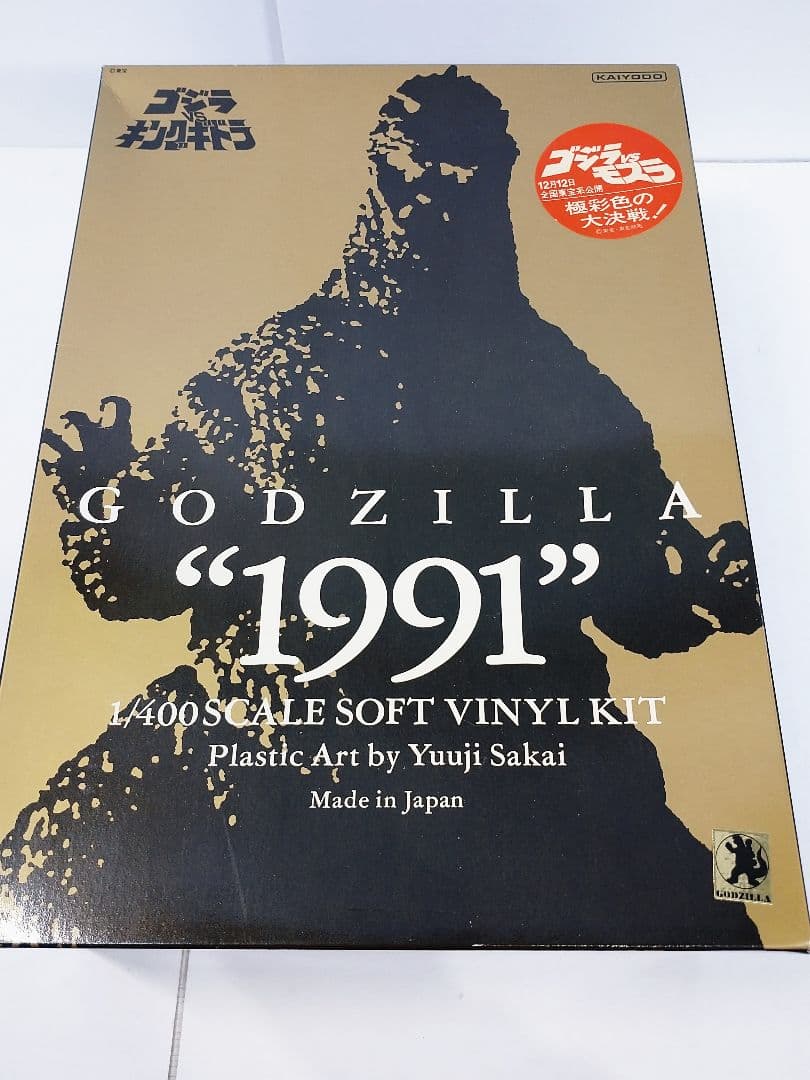 ©東宝
KAIYODO
ゴジラ
VS
キングギドラ
ゴジラVS
モスラ
12月12日
全国東宝系公開
極彩色の
大決戦!
GODZILLA
“1991”
1/400 SCALE SOFT VINYL KIT
Plastic Art by Yuuji Sakai
Made in Japan
GODZILLA